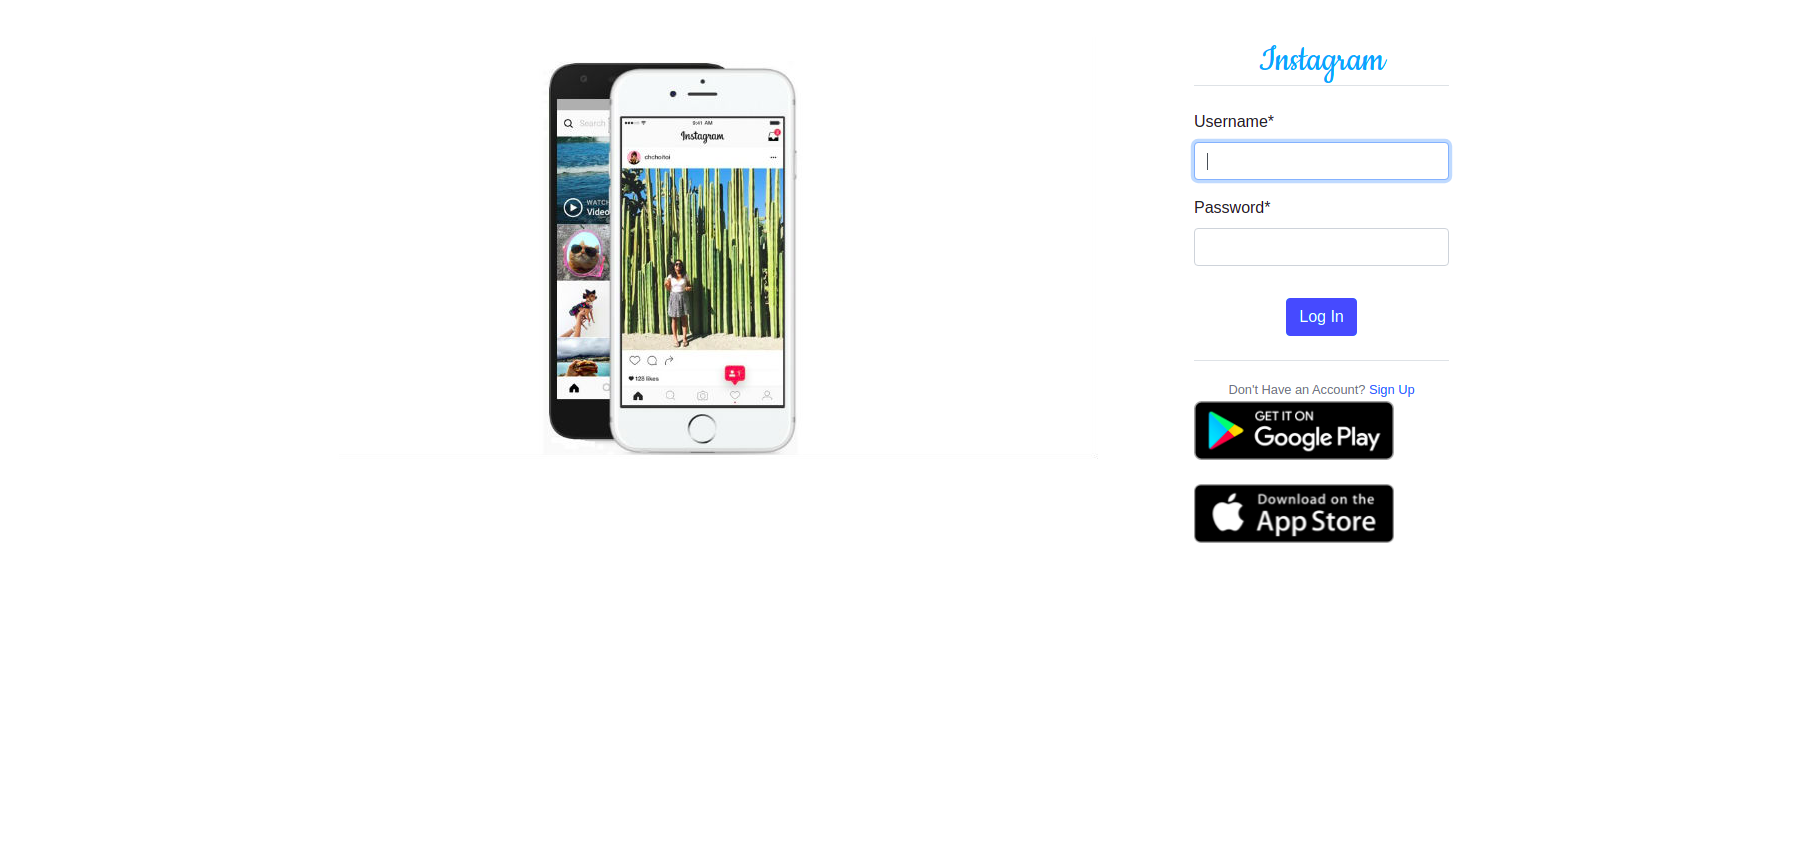 Instagram
Username*
Password*
Log In
Don't Have an Account? Sign Up
GET IT ON
Google Play
Download on the
App Store
Search
WATCH
Video
9:41 AM
Instagram
chchoitoi
126 likes